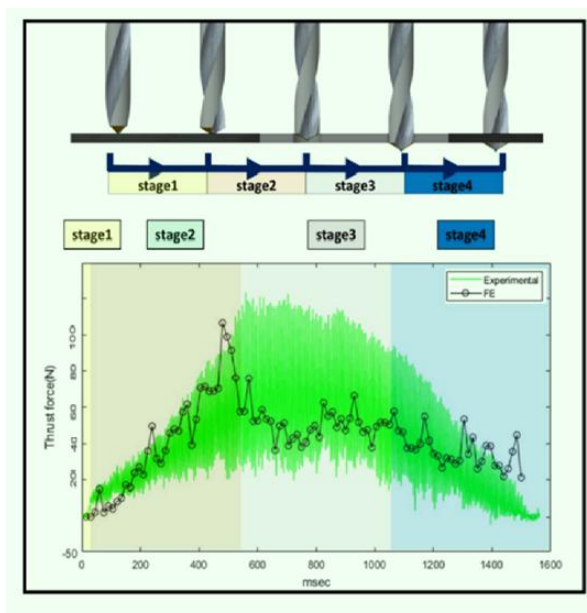 stage1 stage2 stage3 stage4
stage1 stage2 stage3 stage4
Experimental
FE
Thrust force(N)
100
80
60
40
20
0
-50
0 200 400 600 800 1000 1200 1400 1600
msec